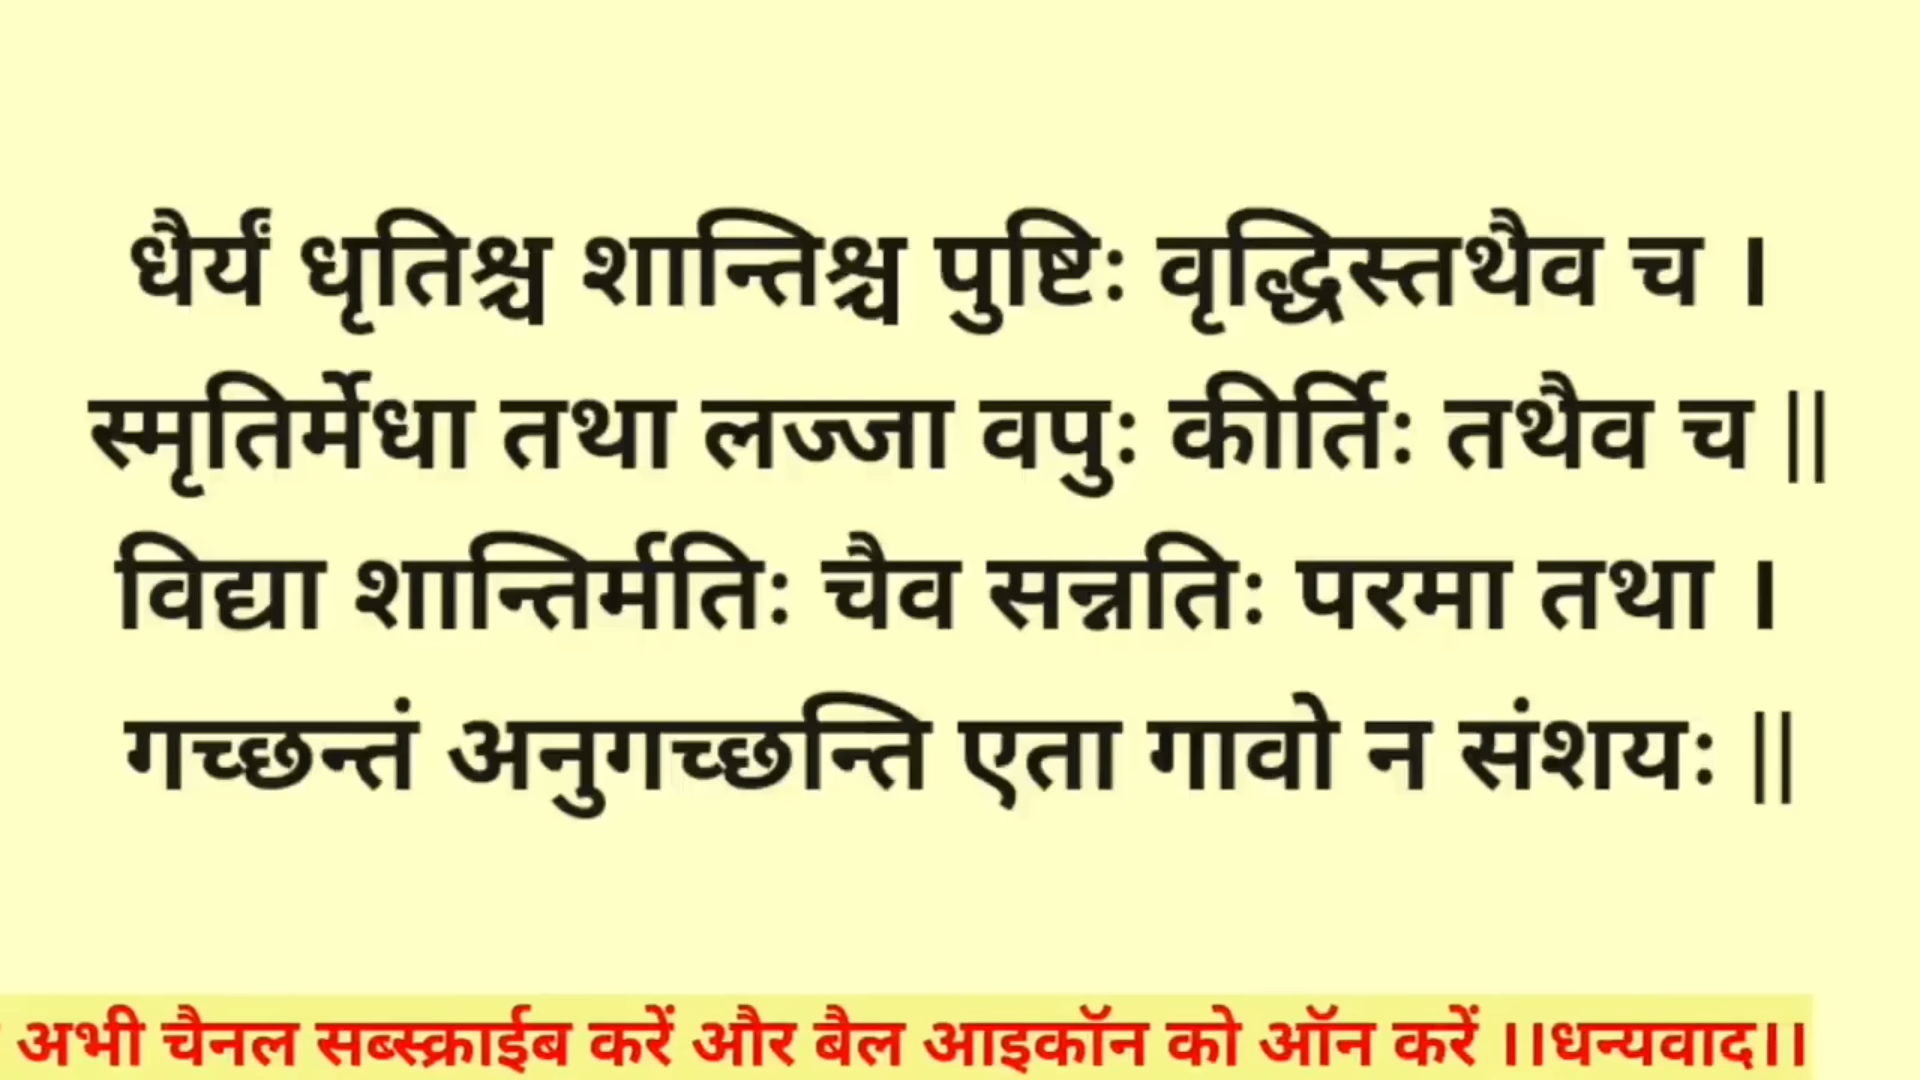 धैर्यं धृतिश्च शान्तिश्च पुष्टिः वृद्धिस्तथैव च ।
स्मृतिर्मेधा तथा लज्जा वपुः कीर्तिः तथैव च ||
विद्या शान्तिर्मतिः चैव सन्नतिः परमा तथा ।
गच्छन्तं अनुगच्छन्ति एता गावो न संशयः ||
अभी चैनल सब्स्क्राईब करें और बैल आइकॉन को ऑन करें ।।धन्यवाद।।